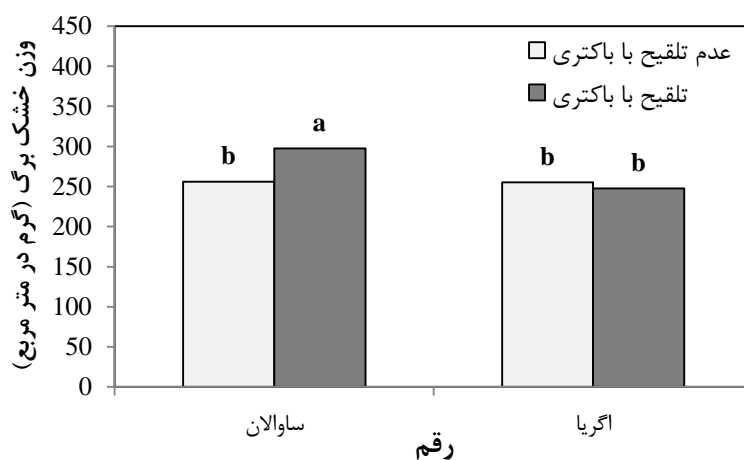 وزن خشک برگ (گرم در متر مربع)
450
400
350
300
250
200
150
100
50
0
عدم تلقیح با باکتری
تلقیح با باکتری
b
a
b
b
ساوالان
اگریا
رقم